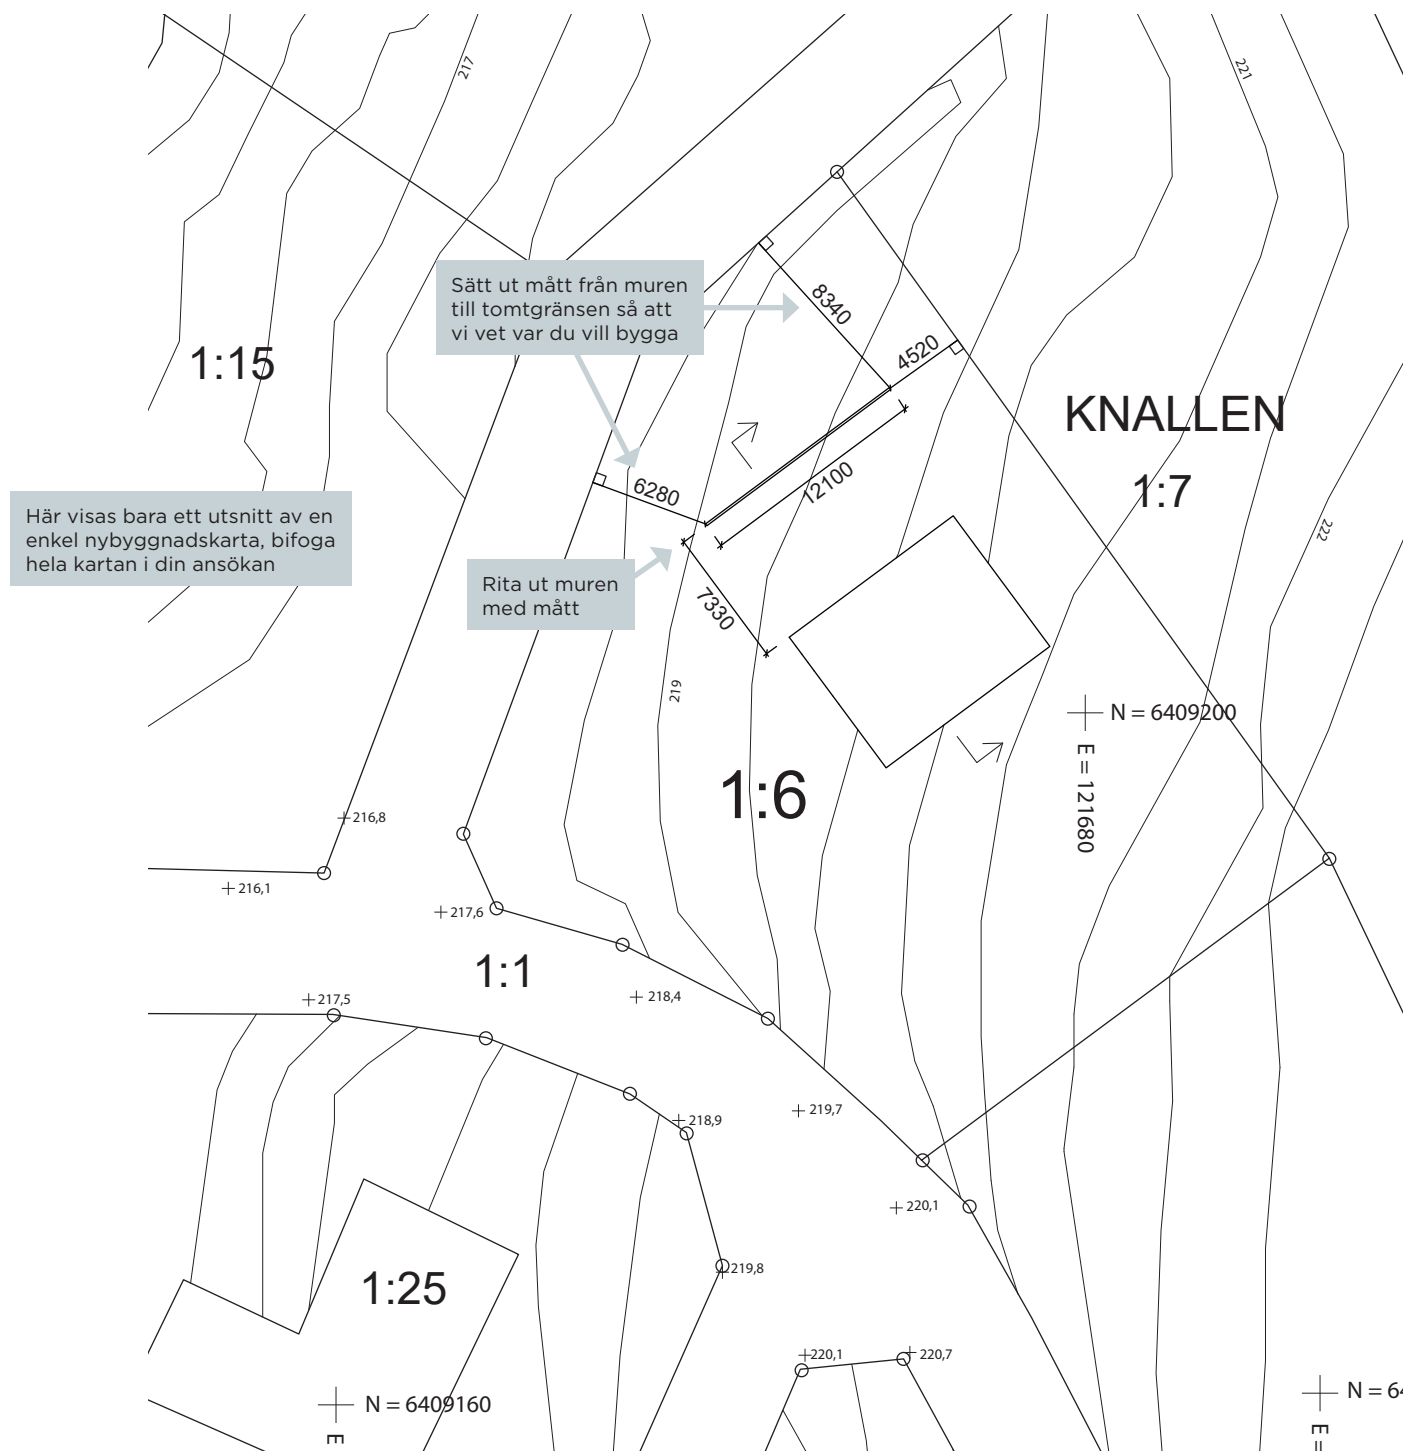 217
221
Sätt ut mått från muren
till tomtgränsen så att
vi vet var du vill bygga
8340
4520
1:15
KNALLEN
1:7
6280
12100
Här visas bara ett utsnitt av en
enkel nybyggnadskarta, bifoga
hela kartan i din ansökan
222
Rita ut muren
med mått
7330
219
N = 6409200
E = 121680
1:6
216,8
216,1
217,6
1:1
217,5
218,4
219,7
218,9
220,1
219,8
1:25
220,1
220,7
N = 6409160
E
N = 64
E =